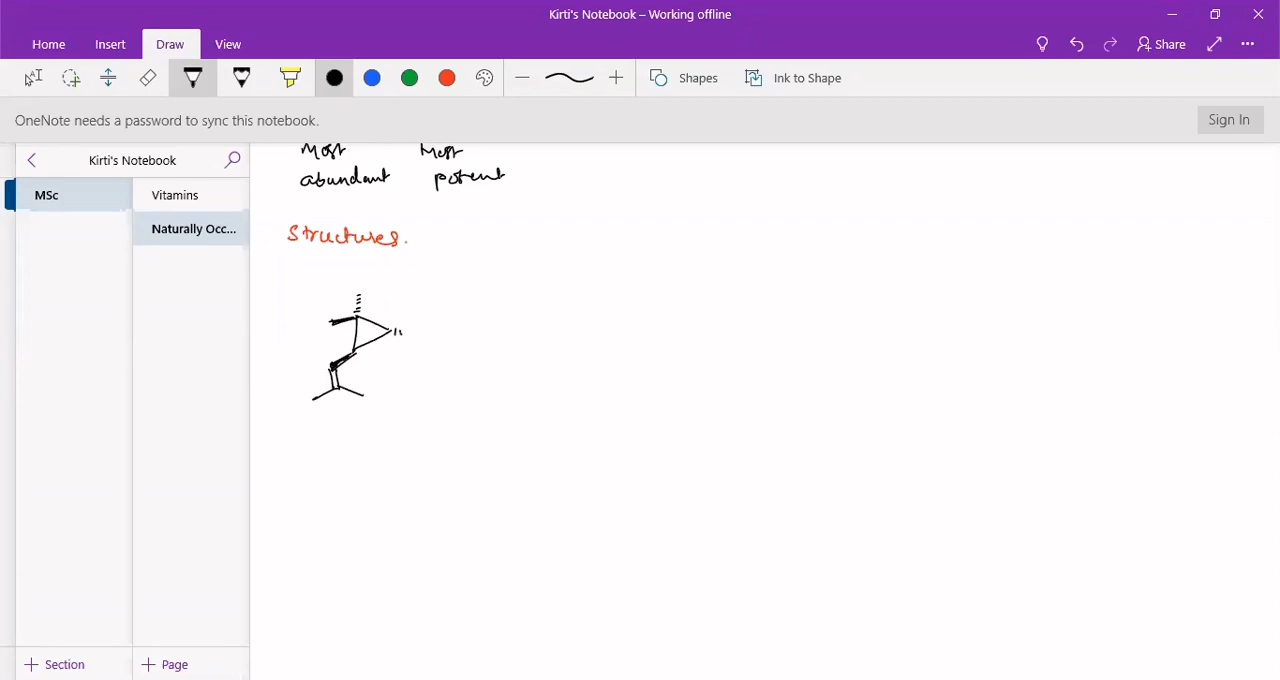 Kirti's Notebook – Working offline
Home Insert Draw View
Share
Shapes Ink to Shape
OneNote needs a password to sync this notebook.
Sign In
Kirti's Notebook
MSc
Vitamins
Naturally Occ...
Most Most
abundant potent
Structures.
Section
Page